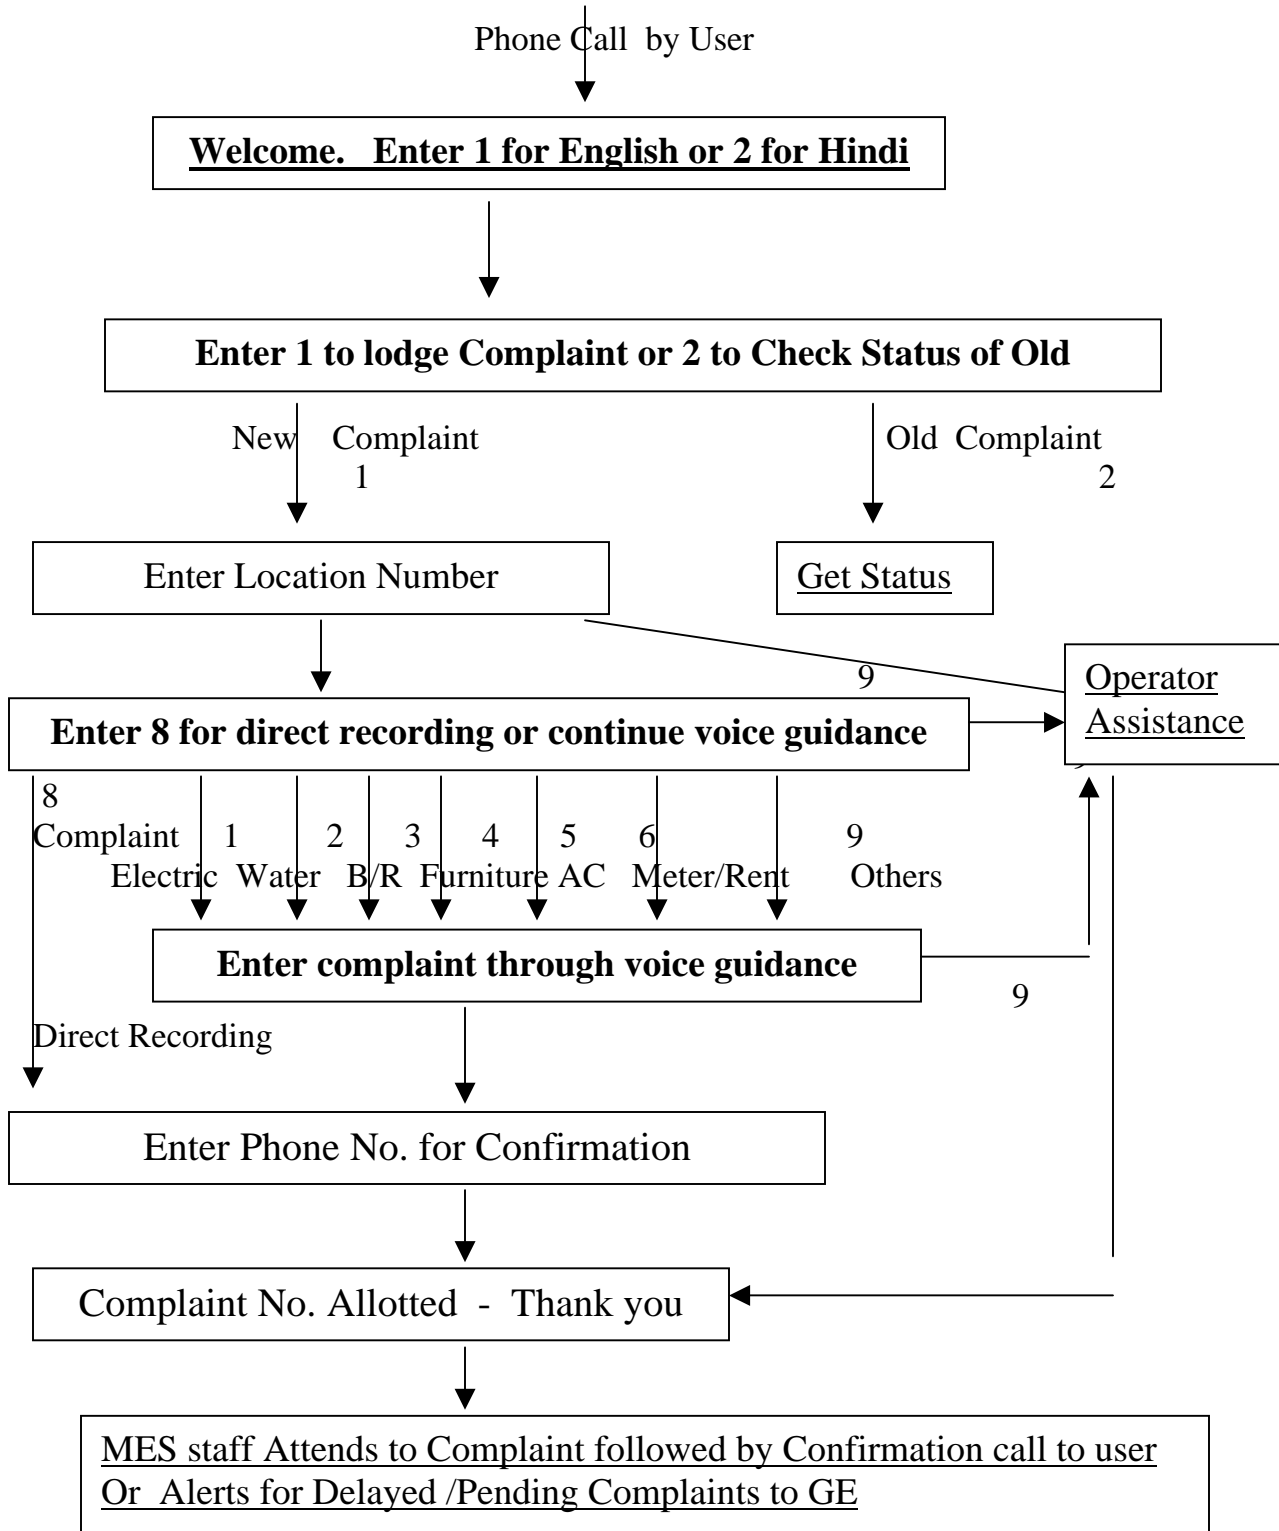 Phone Call by User
Welcome. Enter 1 for English or 2 for Hindi
Enter 1 to lodge Complaint or 2 to Check Status of Old
New Complaint
1
Old Complaint
2
Enter Location Number
Get Status
9
Operator
Assistance
Enter 8 for direct recording or continue voice guidance
8
Complaint 1 2 3 4 5 6 9
Electric Water B/R Furniture AC Meter/Rent Others
Enter complaint through voice guidance
9
Direct Recording
Enter Phone No. for Confirmation
Complaint No. Allotted - Thank you
MES staff Attends to Complaint followed by Confirmation call to user
Or Alerts for Delayed /Pending Complaints to GE